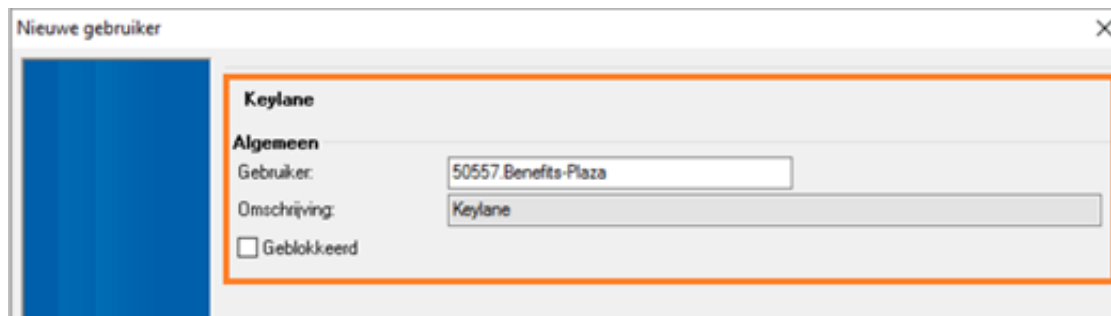 Nieuwe gebruiker
Keylane
Algemeen
Gebruiker: 50557.Benefits-Plaza
Omschrijving: Keylane
Geblokkeerd